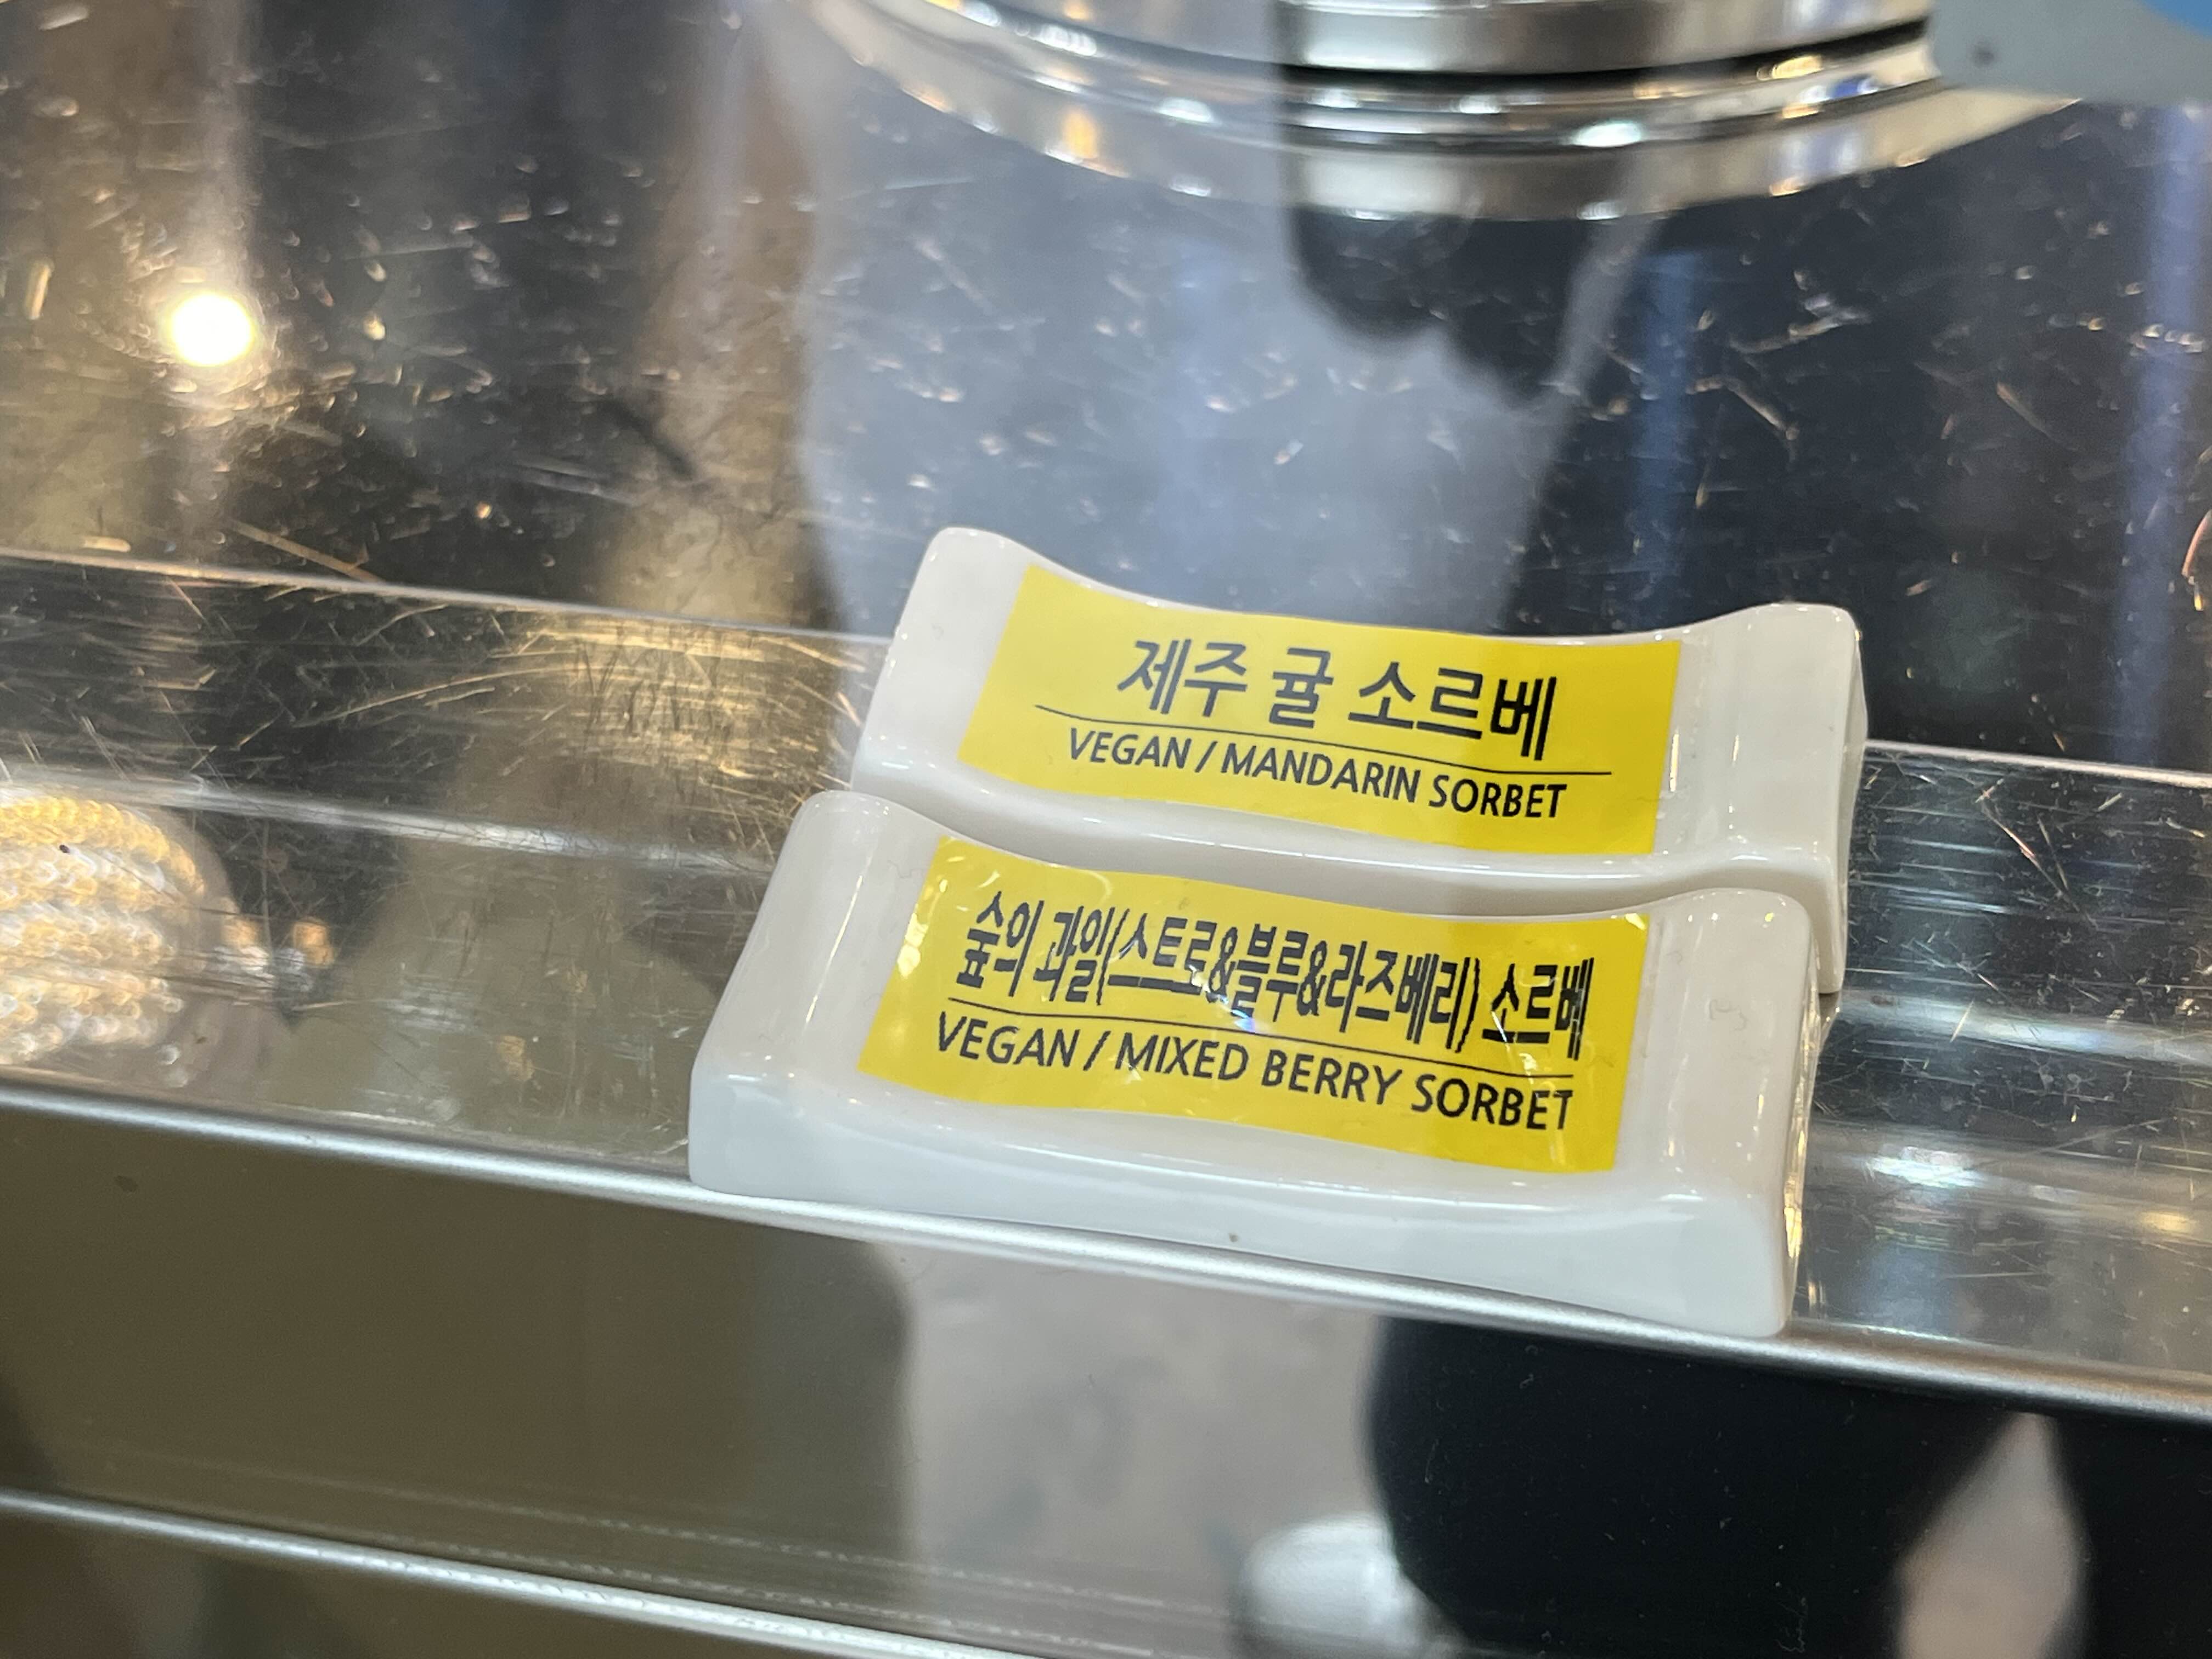 제주 귤 소르베
VEGAN / MANDARIN SORBET
숲의 과일(스트로&블루&라즈베리) 소르베
VEGAN / MIXED BERRY SORBET